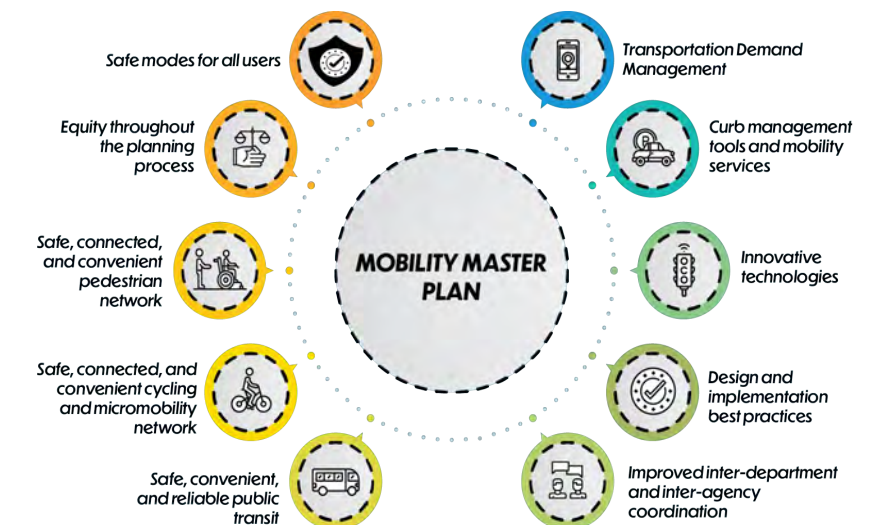 Safe modes for all users
Equity throughout
the planning
process
Safe, connected,
and convenient
pedestrian
network
Safe, connected, and
convenient cycling
and micromobility
network
Safe, convenient,
and reliable public
transit
MOBILITY MASTER
PLAN
Transportation Demand
Management
Curb management
tools and mobility
services
Innovative
technologies
Design and
implementation
best practices
Improved inter-department
and inter-agency
coordination